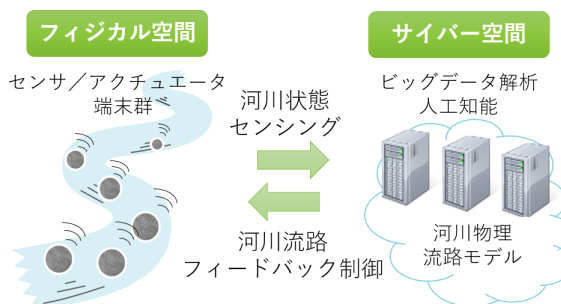 フィジカル空間
サイバー空間
センサ／アクチュエータ
端末群
河川状態
センシング
ビッグデータ解析
人工知能
河川流路
フィードバック制御
河川物理
流路モデル